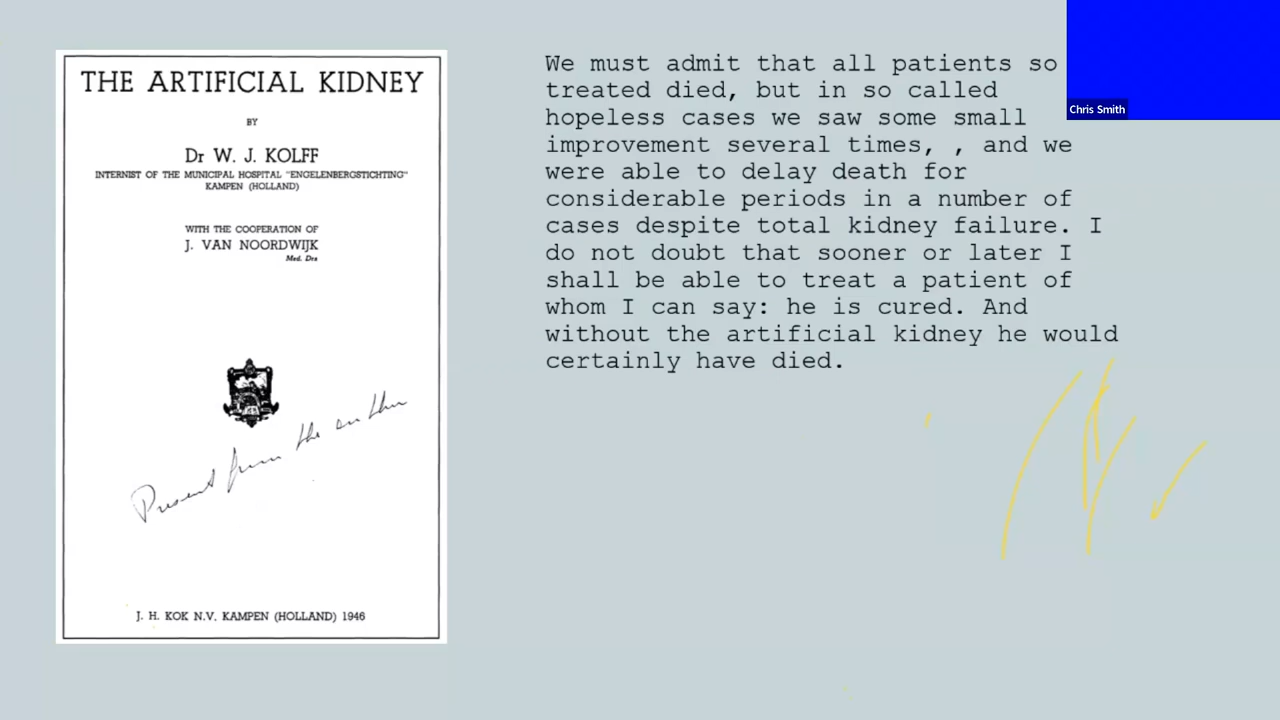 THE ARTIFICIAL KIDNEY
BY
Dr W. J. KOLFF
INTERNIST OF THE MUNICIPAL HOSPITAL "ENGELENBERGSTICHTING"
KAMPEN (HOLLAND)
WITH THE COOPERATION OF
J. VAN NOORDWIJK
Med. Drs
Present from the author
J. H. KOK N.V. KAMPEN (HOLLAND) 1946
We must admit that all patients so
treated died, but in so called
hopeless cases we saw some small
improvement several times, , and we
were able to delay death for
considerable periods in a number of
cases despite total kidney failure. I
do not doubt that sooner or later I
shall be able to treat a patient of
whom I can say: he is cured. And
without the artificial kidney he would
certainly have died.
Chris Smith